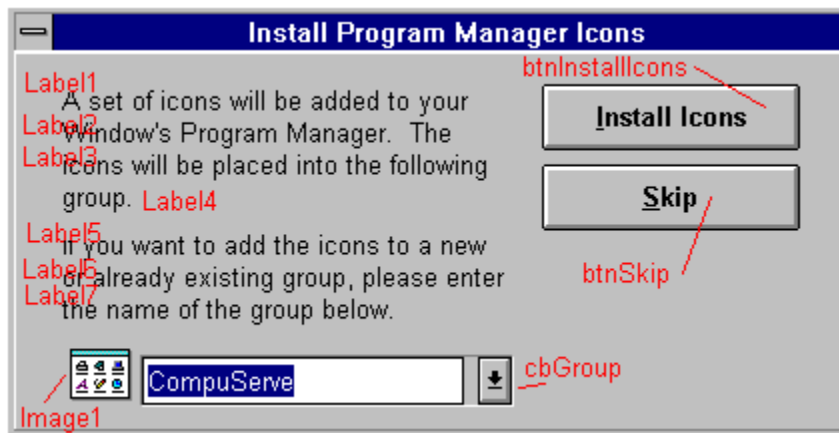 Install Program Manager Icons
btnInstallIcons
Label1
A set of icons will be added to your
Install Icons
Label2
Window's Program Manager.  The
Label3
icons will be placed into the following
group.
Label4
Skip
Label5
If you want to add the icons to a new
Label6
or already existing group, please enter
btnSkip
Label7
the name of the group below.
CompuServe
cbGroup
Image1